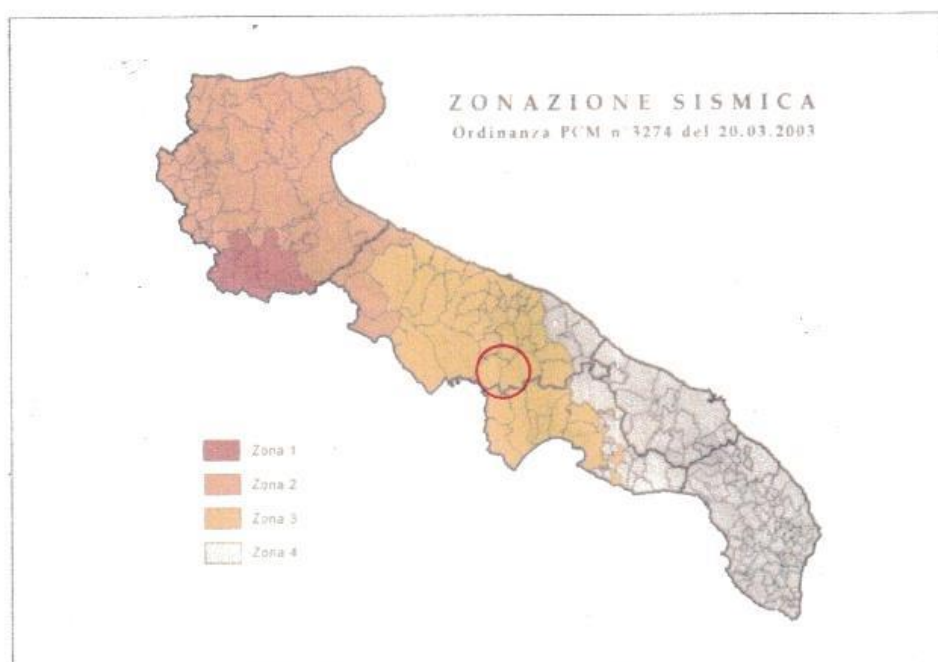 ZONAZIONE SISMICA
Ordinanza PCM n° 3274 del 20.03.2003
Zona 1
Zona 2
Zona 3
Zona 4